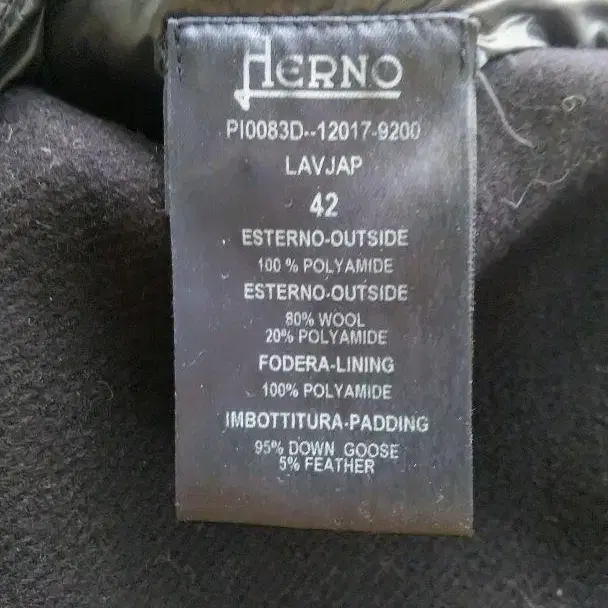 HERNO
PI0083D--12017-9200
LAVJAP
42
ESTERNO-OUTSIDE
100 % POLYAMIDE
ESTERNO-OUTSIDE
80% WOOL
20% POLYAMIDE
FODERA-LINING
100% POLYAMIDE
IMBOTTITURA-PADDING
95% DOWN GOOSE
5% FEATHER